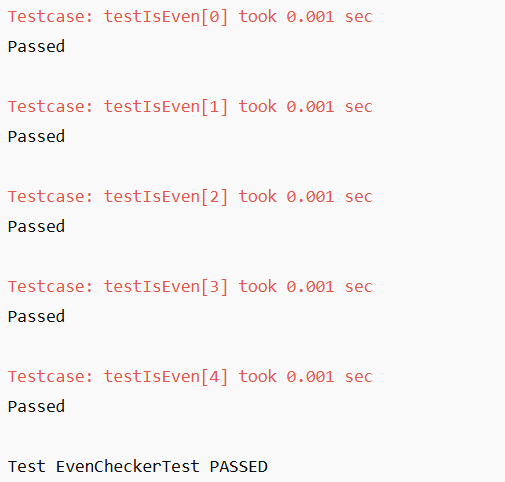 Testcase: testIsEven[0] took 0.001 sec
Passed
Testcase: testIsEven[1] took 0.001 sec
Passed
Testcase: testIsEven[2] took 0.001 sec
Passed
Testcase: testIsEven[3] took 0.001 sec
Passed
Testcase: testIsEven[4] took 0.001 sec
Passed
Test EvenCheckerTest PASSED